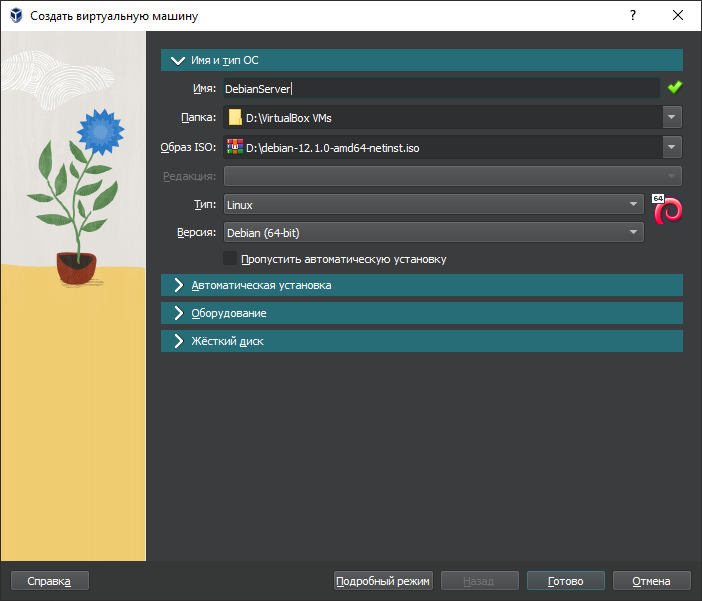 Создать виртуальную машину
?
Имя и тип ОС
Имя: DebianServer
Папка: D:\VirtualBox VMs
Образ ISO: D:\debian-12.1.0-amd64-netinst.iso
Редакция:
Тип: Linux
64
Версия: Debian (64-bit)
Пропустить автоматическую установку
Автоматическая установка
Оборудование
Жёсткий диск
Справка Подробный режим Назад Готово Отмена